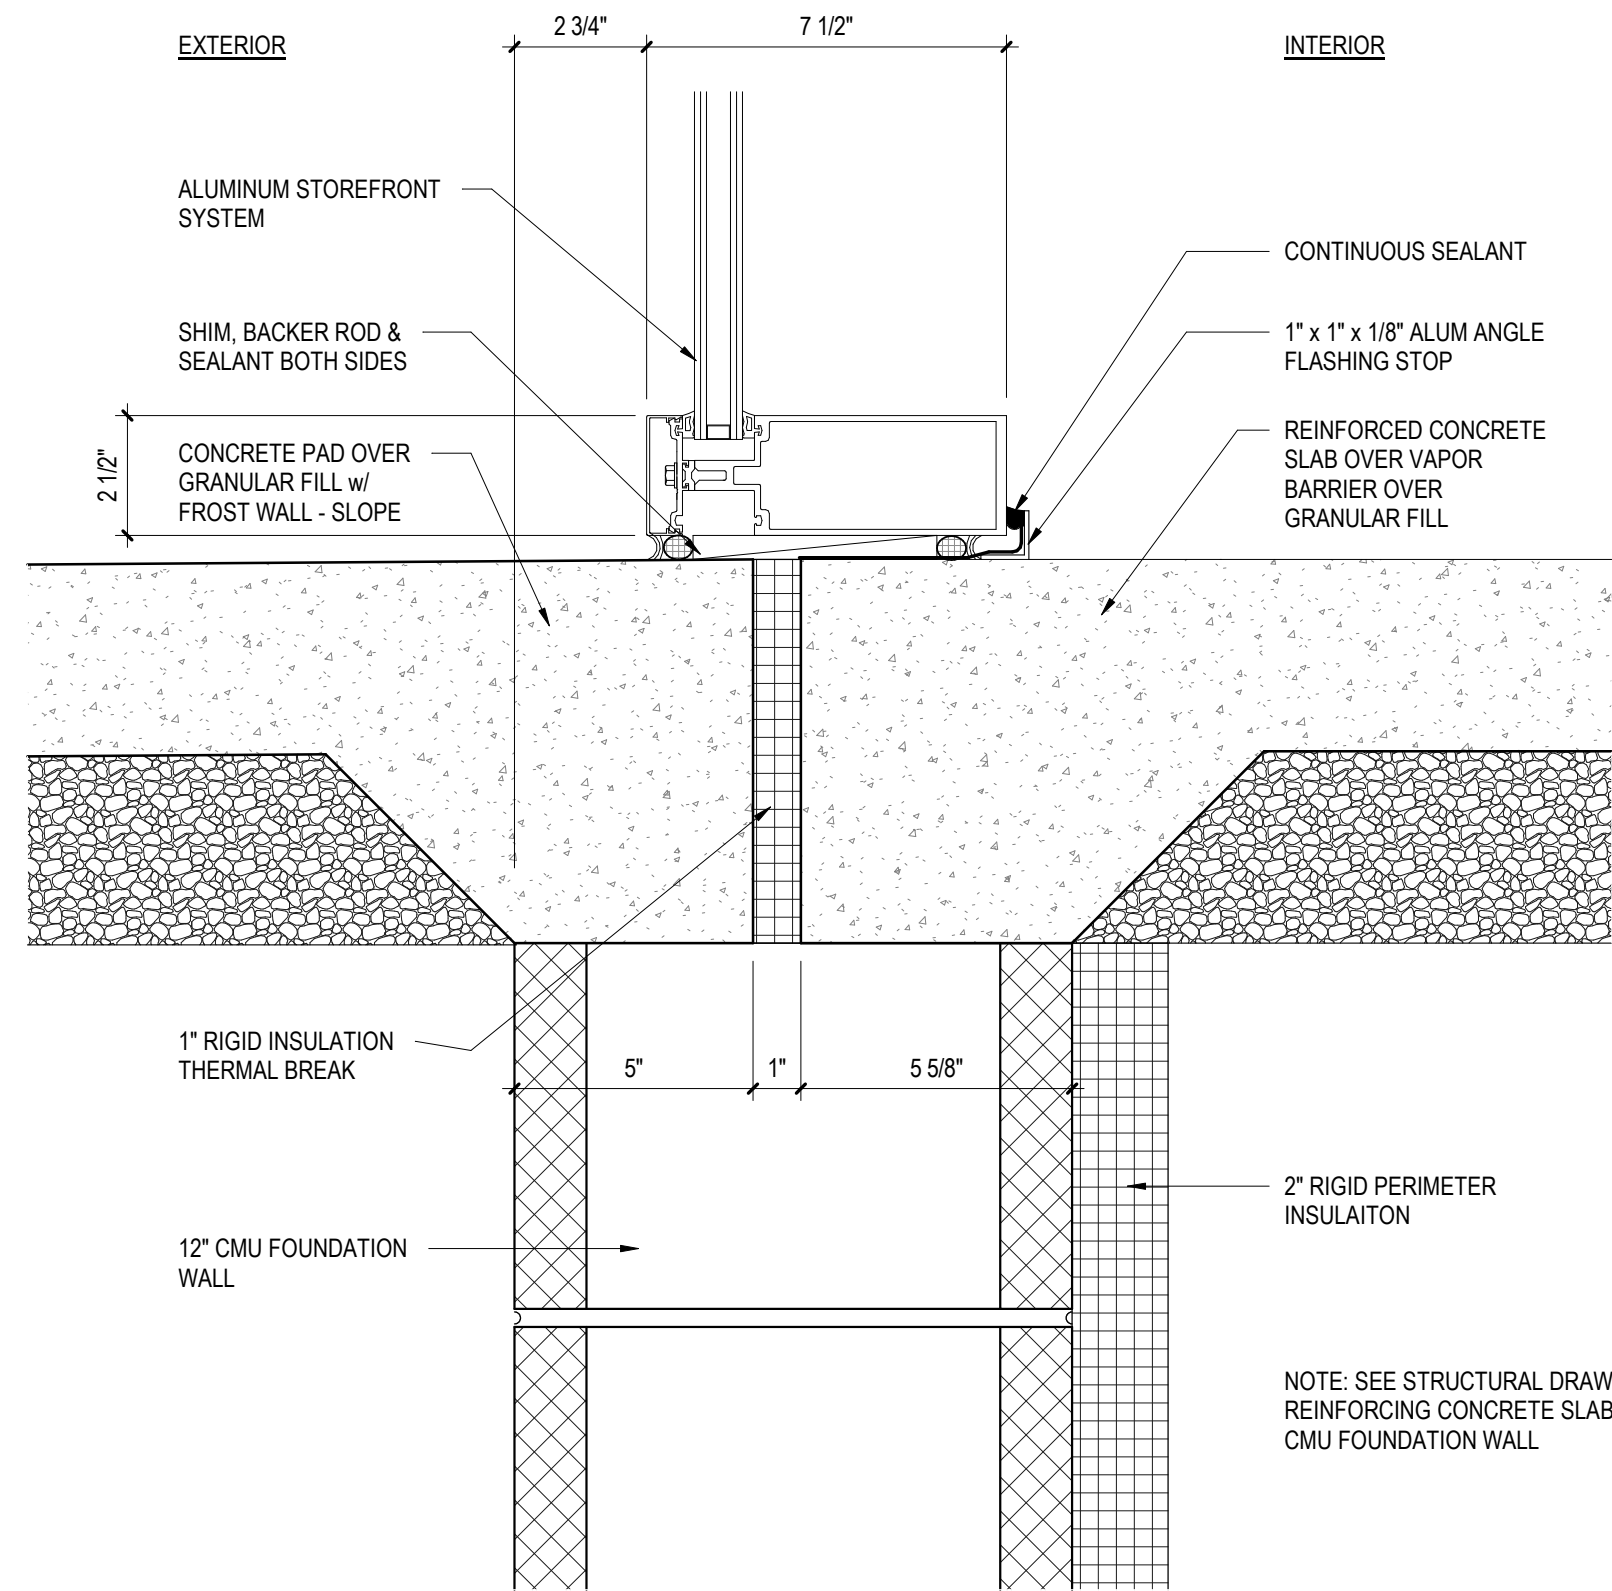 2 3/4"
7 1/2"
EXTERIOR
INTERIOR
ALUMINUM STOREFRONT
SYSTEM
CONTINUOUS SEALANT
SHIM, BACKER ROD &
SEALANT BOTH SIDES
1" x 1" x 1/8" ALUM ANGLE
FLASHING STOP
2 1/2"
CONCRETE PAD OVER
GRANULAR FILL w/
FROST WALL - SLOPE
REINFORCED CONCRETE
SLAB OVER VAPOR
BARRIER OVER
GRANULAR FILL
1" RIGID INSULATION
THERMAL BREAK
5"
1"
5 5/8"
2" RIGID PERIMETER
INSULAITON
12" CMU FOUNDATION
WALL
NOTE: SEE STRUCTURAL DRAW
REINFORCING CONCRETE SLAB
CMU FOUNDATION WALL